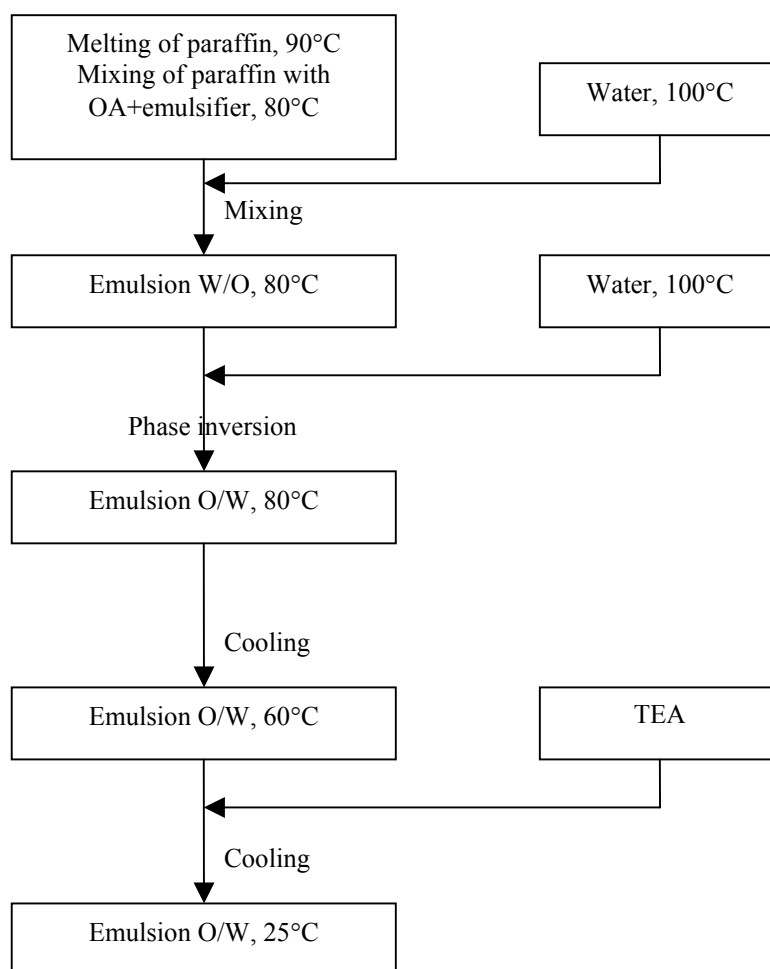 Melting of paraffin, 90°C
Mixing of paraffin with
OA+emulsifier, 80°C
Water, 100°C
Mixing
Emulsion W/O, 80°C
Water, 100°C
Phase inversion
Emulsion O/W, 80°C
Cooling
Emulsion O/W, 60°C
TEA
Cooling
Emulsion O/W, 25°C